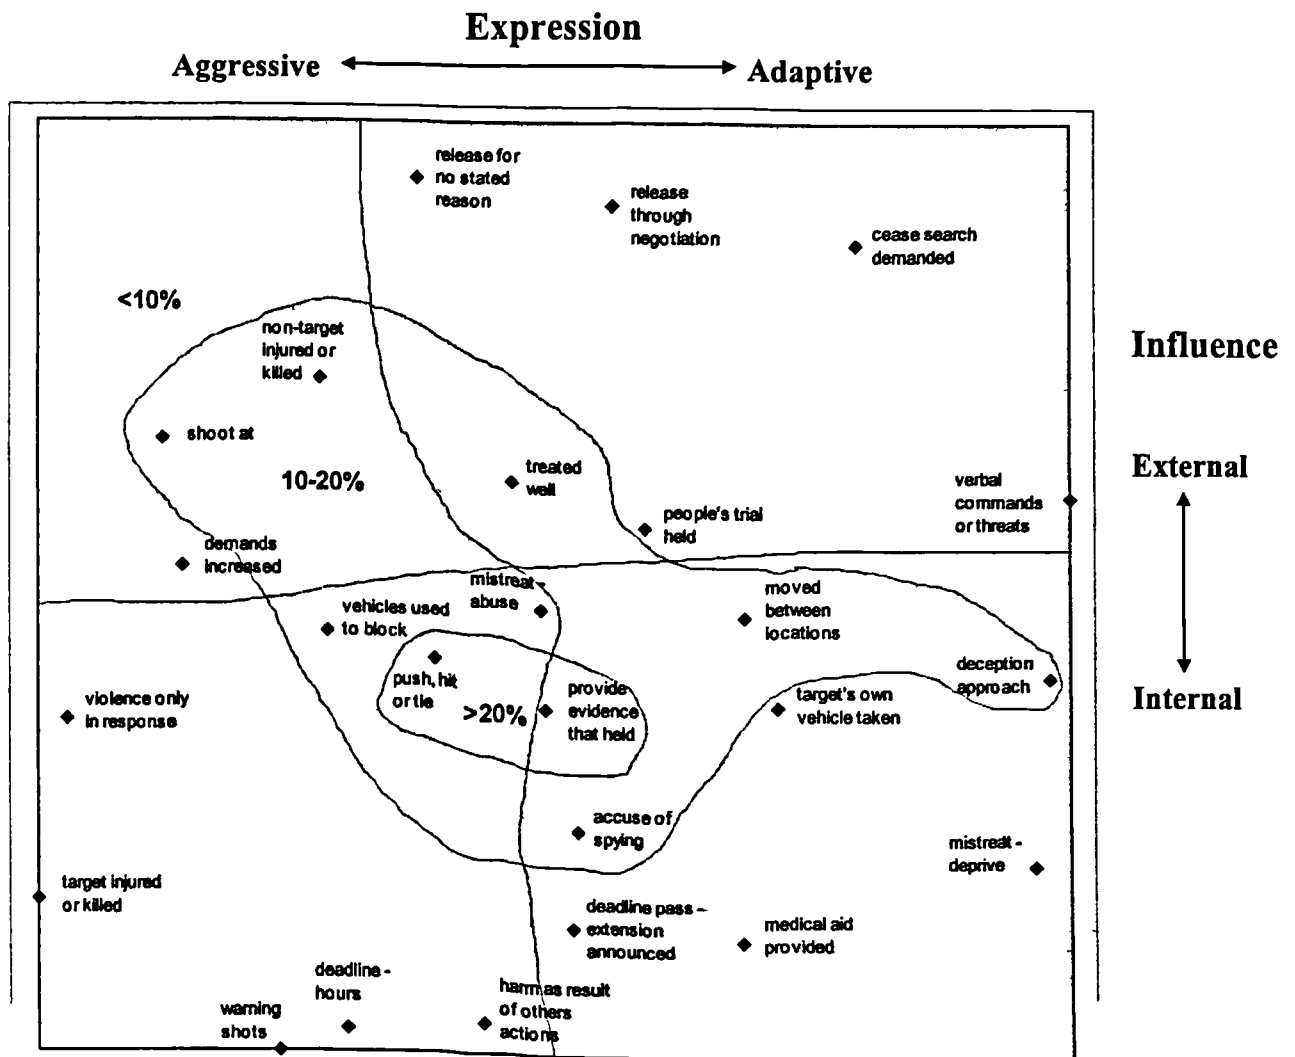 Expression
Aggressive
Adaptive
release for
no stated
reason
release
through
negotiation
cease search
demanded
<10%
non-target
injured or
killed
Influence
shoot at
10-20%
treated
well
External
verbal
commands
or threats
people's trial
held
demands
increased
mistreat -
abuse
vehicles used
to block
moved
between
locations
push, hit
or tie
>20%
provide
evidence
that held
deception
approach
Internal
violence only
in response
target's own
vehicle taken
accuse of
spying
mistreat -
deprive
target injured
or killed
deadline pass -
extension
announced
medical aid
provided
deadline -
hours
harm as result
of others
actions
warning
shots